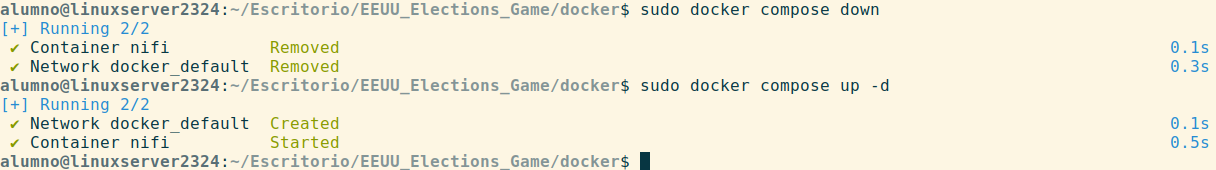 alumno@linuxserver2324:~/Escritorio/EEUU_Elections_Game/docker$ sudo docker compose down
[+] Running 2/2
✔ Container nifi Removed 0.1s
✔ Network docker_default Removed 0.3s
alumno@linuxserver2324:~/Escritorio/EEUU_Elections_Game/docker$ sudo docker compose up -d
[+] Running 2/2
✔ Network docker_default Created 0.1s
✔ Container nifi Started 0.5s
alumno@linuxserver2324:~/Escritorio/EEUU_Elections_Game/docker$